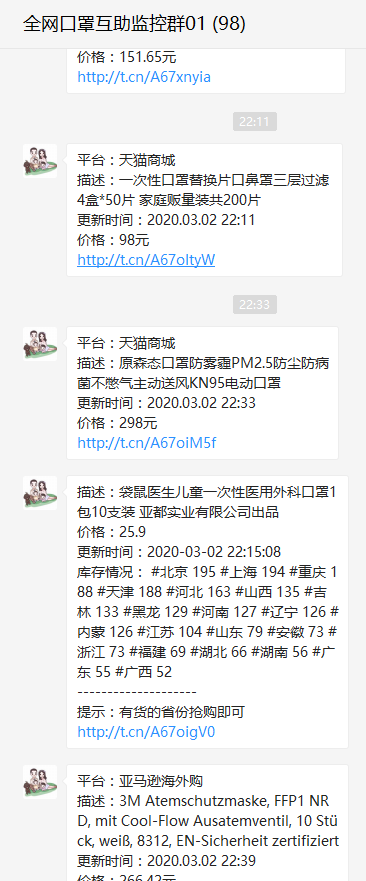 全网口罩互助监控群01 (98)
价格：151.65元
http://t.cn/A67xnyia
22:11
平台：天猫商城
描述：一次性口罩替换片口鼻罩三层过滤
4盒*50片 家庭贩量装共200片
更新时间：2020.03.02 22:11
价格：98元
http://t.cn/A67oItyW
22:33
平台：天猫商城
描述：原森态口罩防雾霾PM2.5防尘防病
菌不憋气主动送风KN95电动口罩
更新时间：2020.03.02 22:33
价格：298元
http://t.cn/A67oiM5f
描述：袋鼠医生儿童一次性医用外科口罩1
包10支装 亚都实业有限公司出品
价格：25.9
更新时间：2020-03-02 22:15:08
库存情况： #北京 195 #上海 194 #重庆 1
88 #天津 188 #河北 163 #山西 135 #吉
林 133 #黑龙 129 #河南 127 #辽宁 126 #
内蒙 126 #江苏 104 #山东 79 #安徽 73 #
浙江 73 #福建 69 #湖北 66 #湖南 56 #广
东 55 #广西 52
--------------------
提示：有货的省份抢购即可
http://t.cn/A67oigV0
平台：亚马逊海外购
描述：3M Atemschutzmaske, FFP1 NR
D, mit Cool-Flow Ausatemventil, 10 Stü
ck, weiß, 8312, EN-Sicherheit zertifiziert
更新时间：2020.03.02 22:39
价格：266.42元